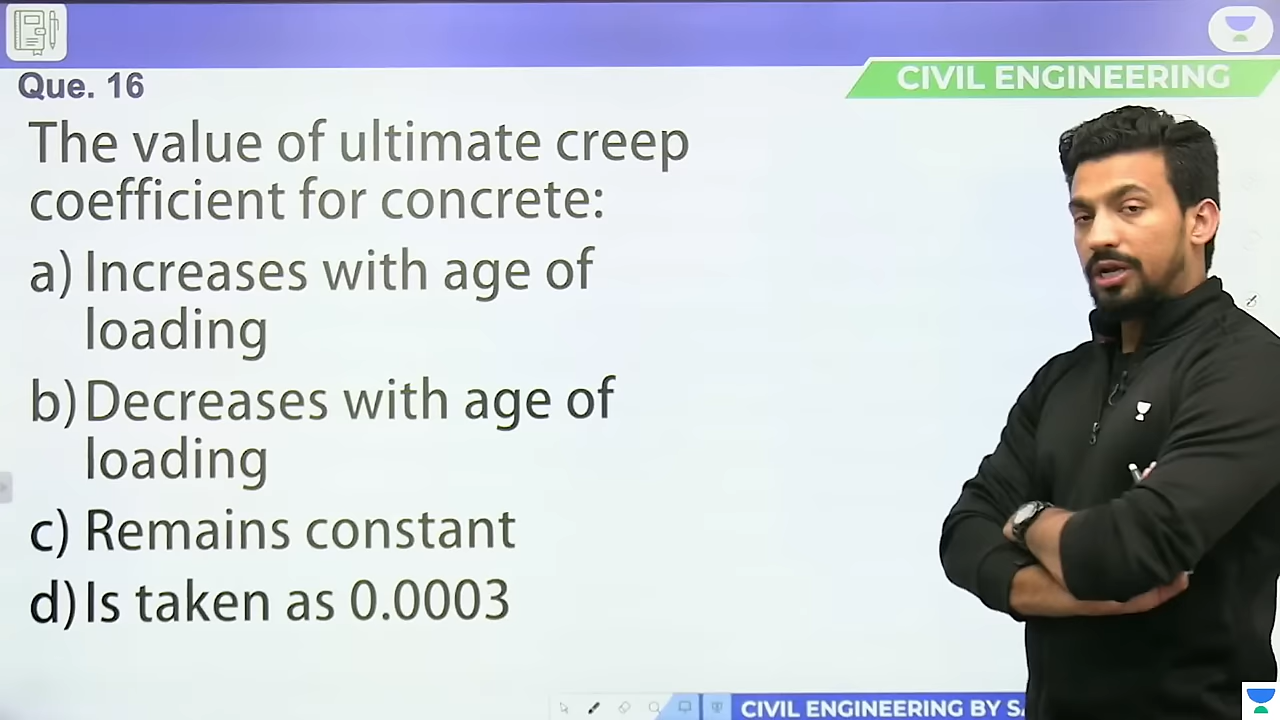 Que. 16
CIVIL ENGINEERING
The value of ultimate creep
coefficient for concrete:
a) Increases with age of
loading
b) Decreases with age of
loading
c) Remains constant
d) Is taken as 0.0003
CIVIL ENGINEERING BY